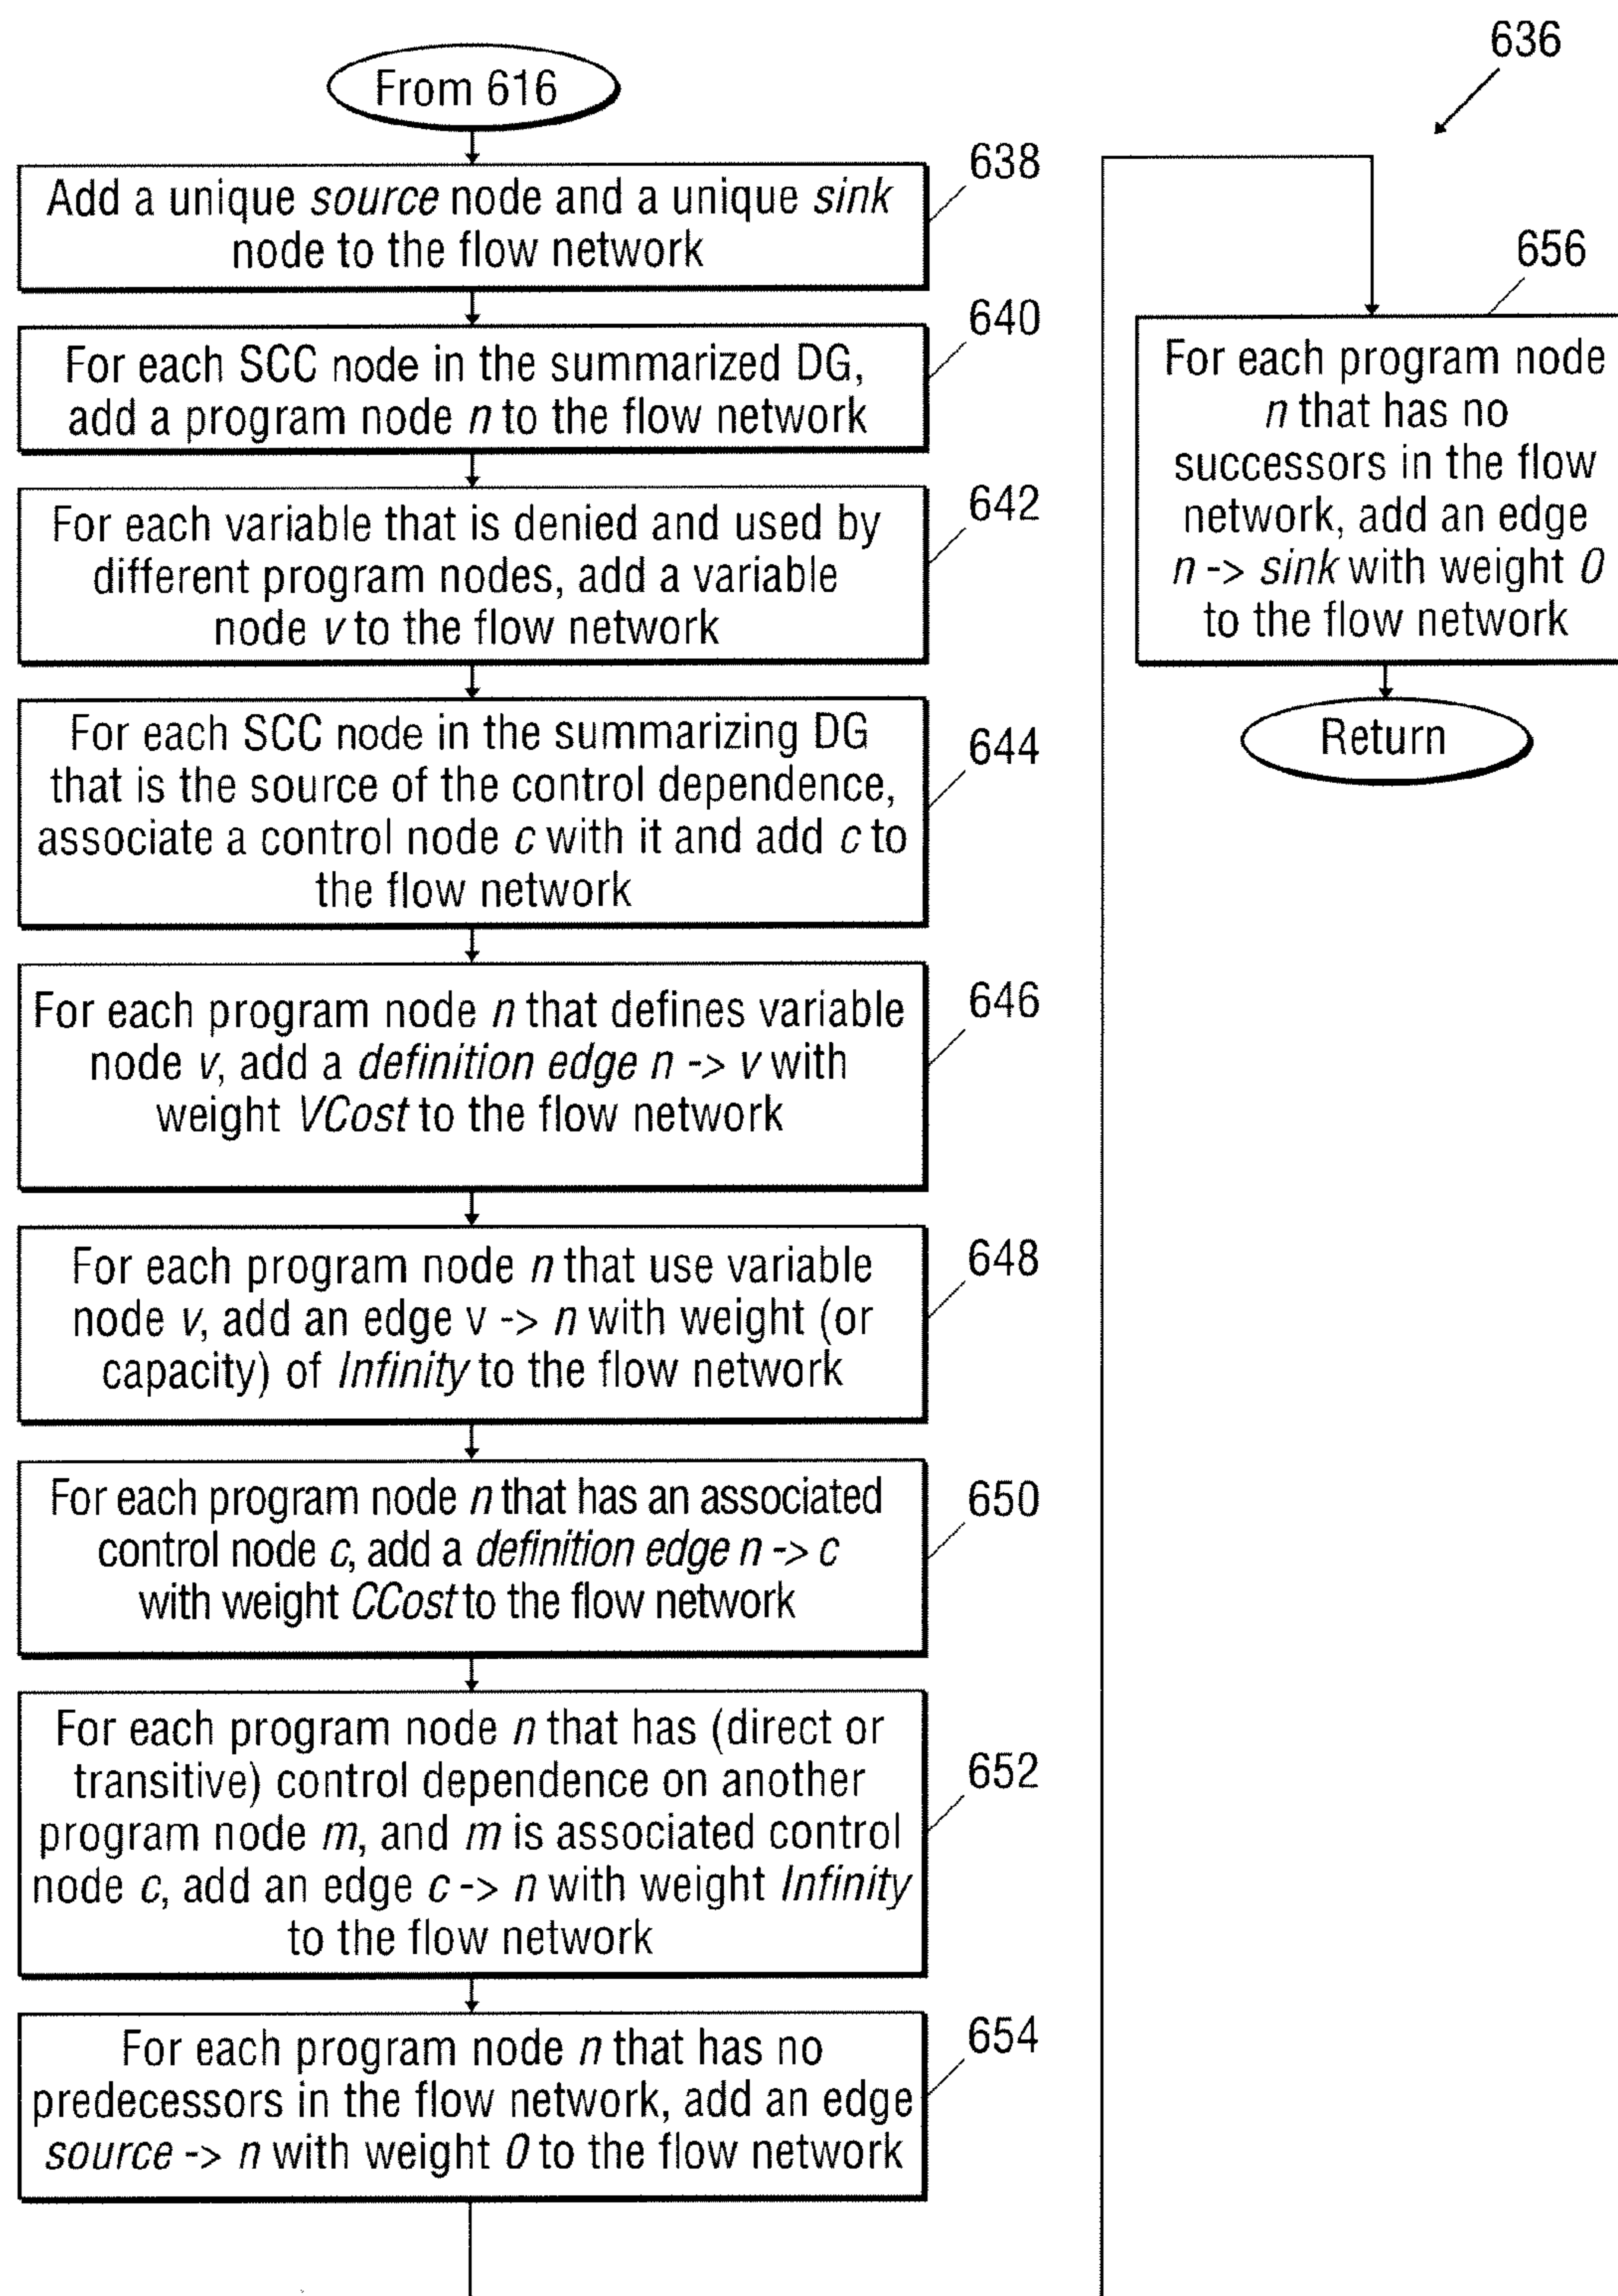 From 616
638
Add a unique source node and a unique sink
node to the flow network
640
For each SCC node in the summarized DG,
add a program node n to the flow network
642
For each variable that is denied and used by
different program nodes, add a variable
node v to the flow network
644
For each SCC node in the summarizing DG
that is the source of the control dependence,
associate a control node c with it and add c to
the flow network
646
For each program node n that defines variable
node v, add a definition edge n -> v with
weight VCost to the flow network
648
For each program node n that use variable
node v, add an edge v -> n with weight (or
capacity) of Infinity to the flow network
650
For each program node n that has an associated
control node c, add a definition edge n -> c
with weight CCost to the flow network
652
For each program node n that has (direct or
transitive) control dependence on another
program node m, and m is associated control
node c, add an edge c -> n with weight Infinity
to the flow network
654
For each program node n that has no
predecessors in the flow network, add an edge
source -> n with weight 0 to the flow network
636
656
For each program node
n that has no
successors in the flow
network, add an edge
n -> sink with weight 0
to the flow network
Return